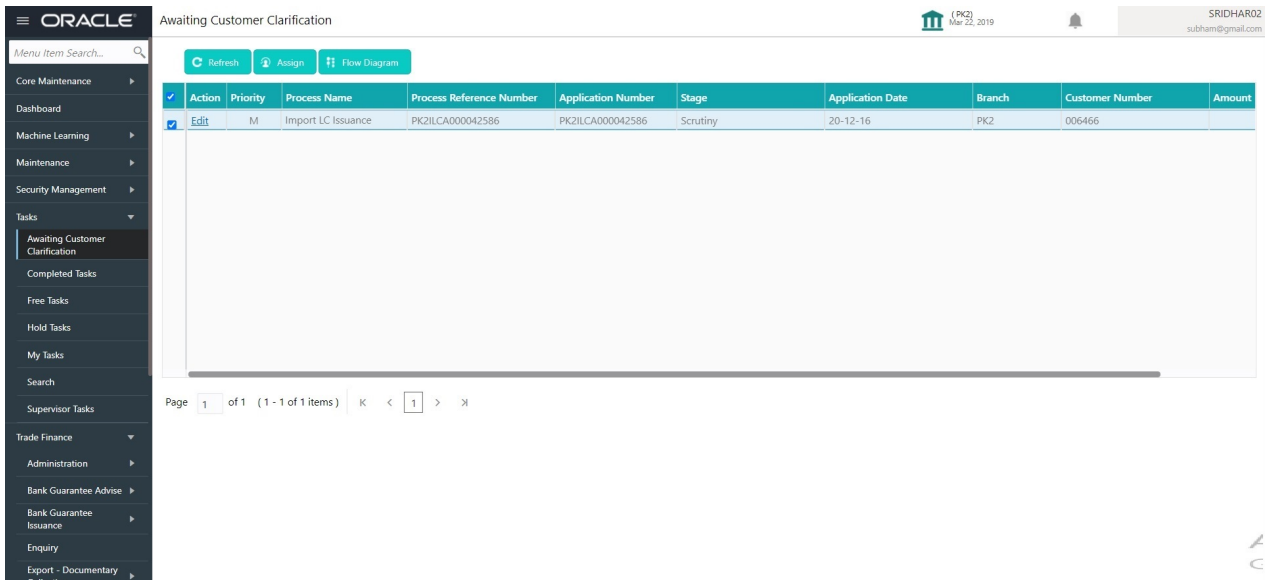 ORACLE
Awaiting Customer Clarification
( PK2)
Mar 22, 2019
SRIDHAR02
subham@gmail.com
Menu Item Search...
Core Maintenance
Dashboard
Machine Learning
Maintenance
Security Management
Tasks
Awaiting Customer
Clarification
Completed Tasks
Free Tasks
Hold Tasks
My Tasks
Search
Supervisor Tasks
Trade Finance
Administration
Bank Guarantee Advise
Bank Guarantee
Issuance
Enquiry
Export - Documentary
Refresh Assign Flow Diagram
Action Priority Process Name Process Reference Number Application Number Stage Application Date Branch Customer Number Amount
Edit M Import LC Issuance PK2ILCA000042586 PK2ILCA000042586 Scrutiny 20-12-16 PK2 006466
Page 1 of 1 ( 1 - 1 of 1 items ) 1